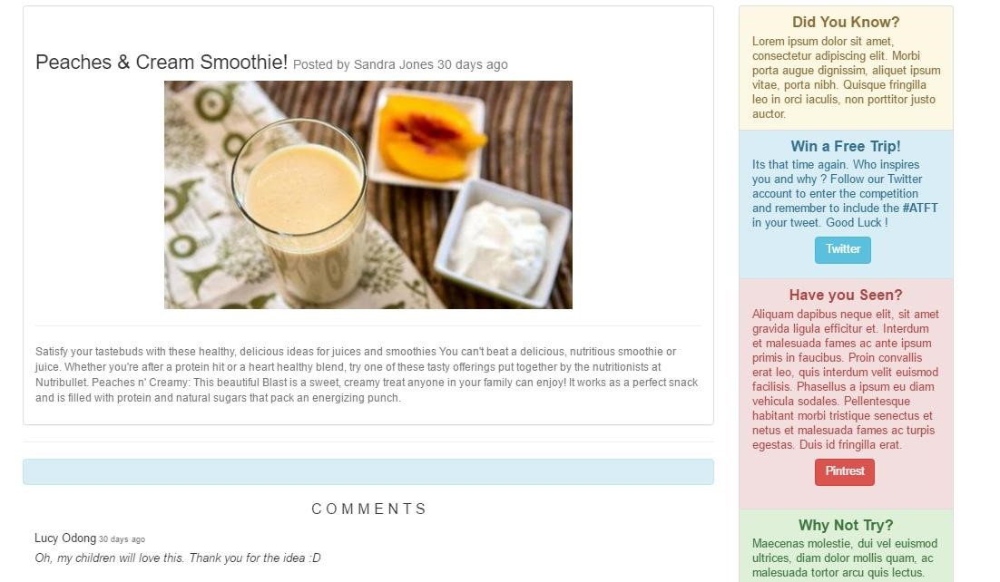 Peaches & Cream Smoothie! Posted by Sandra Jones 30 days ago
Satisfy your tastebuds with these healthy, delicious ideas for juices and smoothies You can't beat a delicious, nutritious smoothie or
juice. Whether you're after a protein hit or a heart healthy blend, try one of these tasty offerings put together by the nutritionists at
Nutribullet. Peaches n' Creamy: This beautiful Blast is a sweet, creamy treat anyone in your family can enjoy! It works as a perfect snack
and is filled with protein and natural sugars that pack an energizing punch.
COMMENTS
Lucy Odong 30 days ago
Oh, my children will love this. Thank you for the idea :D
Did You Know?
Lorem ipsum dolor sit amet,
consectetur adipiscing elit. Morbi
porta augue dignissim, aliquet ipsum
vitae, porta nibh. Quisque fringilla
leo in orci iaculis, non porttitor justo
auctor.
Win a Free Trip!
Its that time again. Who inspires
you and why ? Follow our Twitter
account to enter the competition
and remember to include the #ATFT
in your tweet. Good Luck !
Twitter
Have you Seen?
Aliquam dapibus neque elit, sit amet
gravida ligula efficitur et. Interdum
et malesuada fames ac ante ipsum
primis in faucibus. Proin convallis
erat leo, quis interdum velit euismod
facilisis. Phasellus a ipsum eu diam
vehicula sodales. Pellentesque
habitant morbi tristique senectus et
netus et malesuada fames ac turpis
egestas. Duis id fringilla erat.
Pintrest
Why Not Try?
Maecenas molestie, dui vel euismod
ultrices, diam dolor mollis quam, ac
malesuada tortor arcu quis lectus.